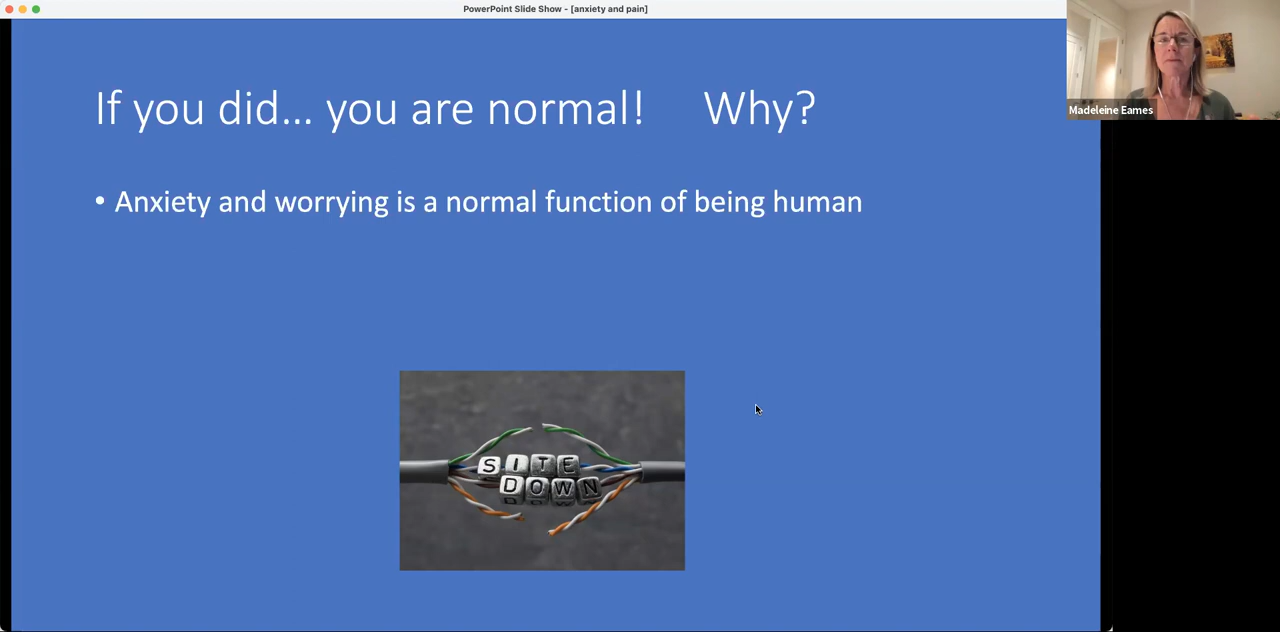 PowerPoint Slide Show - [anxiety and pain]
If you did... you are normal! Why?
• Anxiety and worrying is a normal function of being human
SITE
DOWN
Madeleine Eames